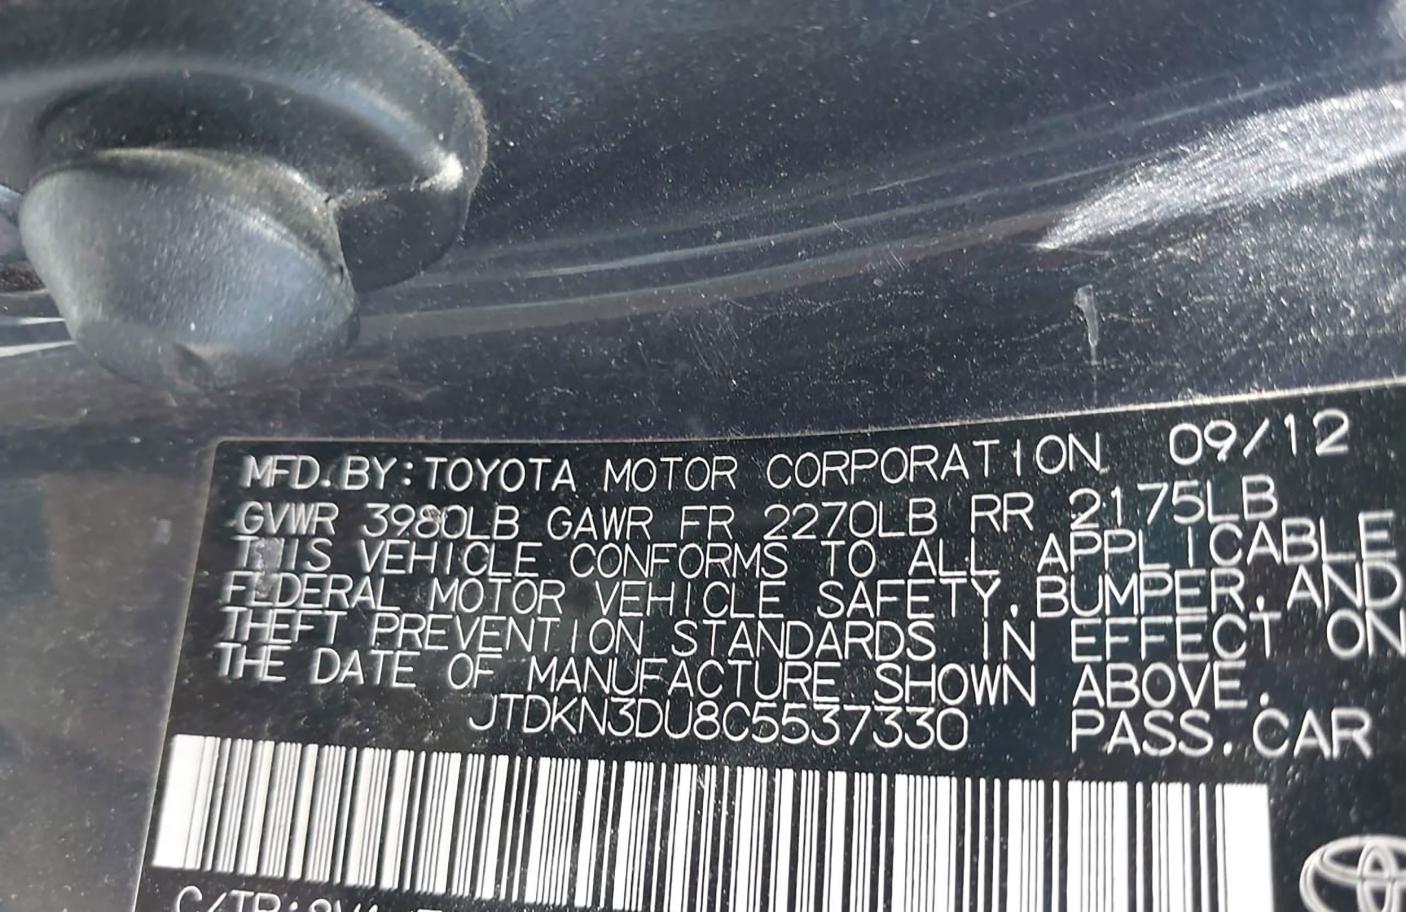 MFD.BY:TOYOTA MOTOR CORPORATION 09/12
GVWR 3980LB GAWR FR 2270LB RR 2175LB
THIS VEHICLE CONFORMS TO ALL APPLICABLE
FEDERAL MOTOR VEHICLE SAFETY, BUMPER, AND
THEFT PREVENTION STANDARDS IN EFFECT ON
THE DATE OF MANUFACTURE SHOWN ABOVE.
JTDKN3DU8C5537330 PASS.CAR